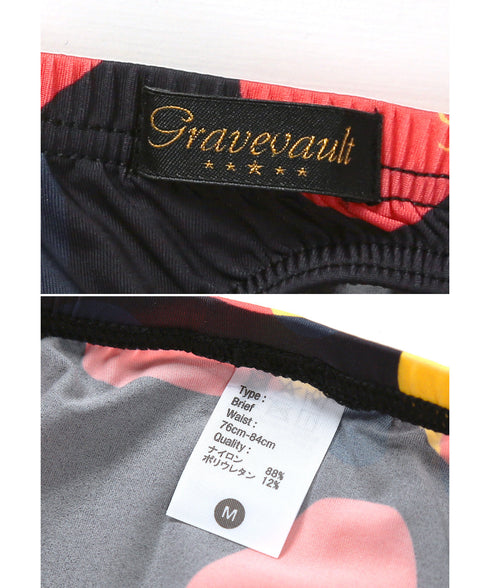 Gravevault
Type :
Brief
Waist :
76cm-84cm
Quality :
ナイロン 88%
ポリウレタン 12%
M